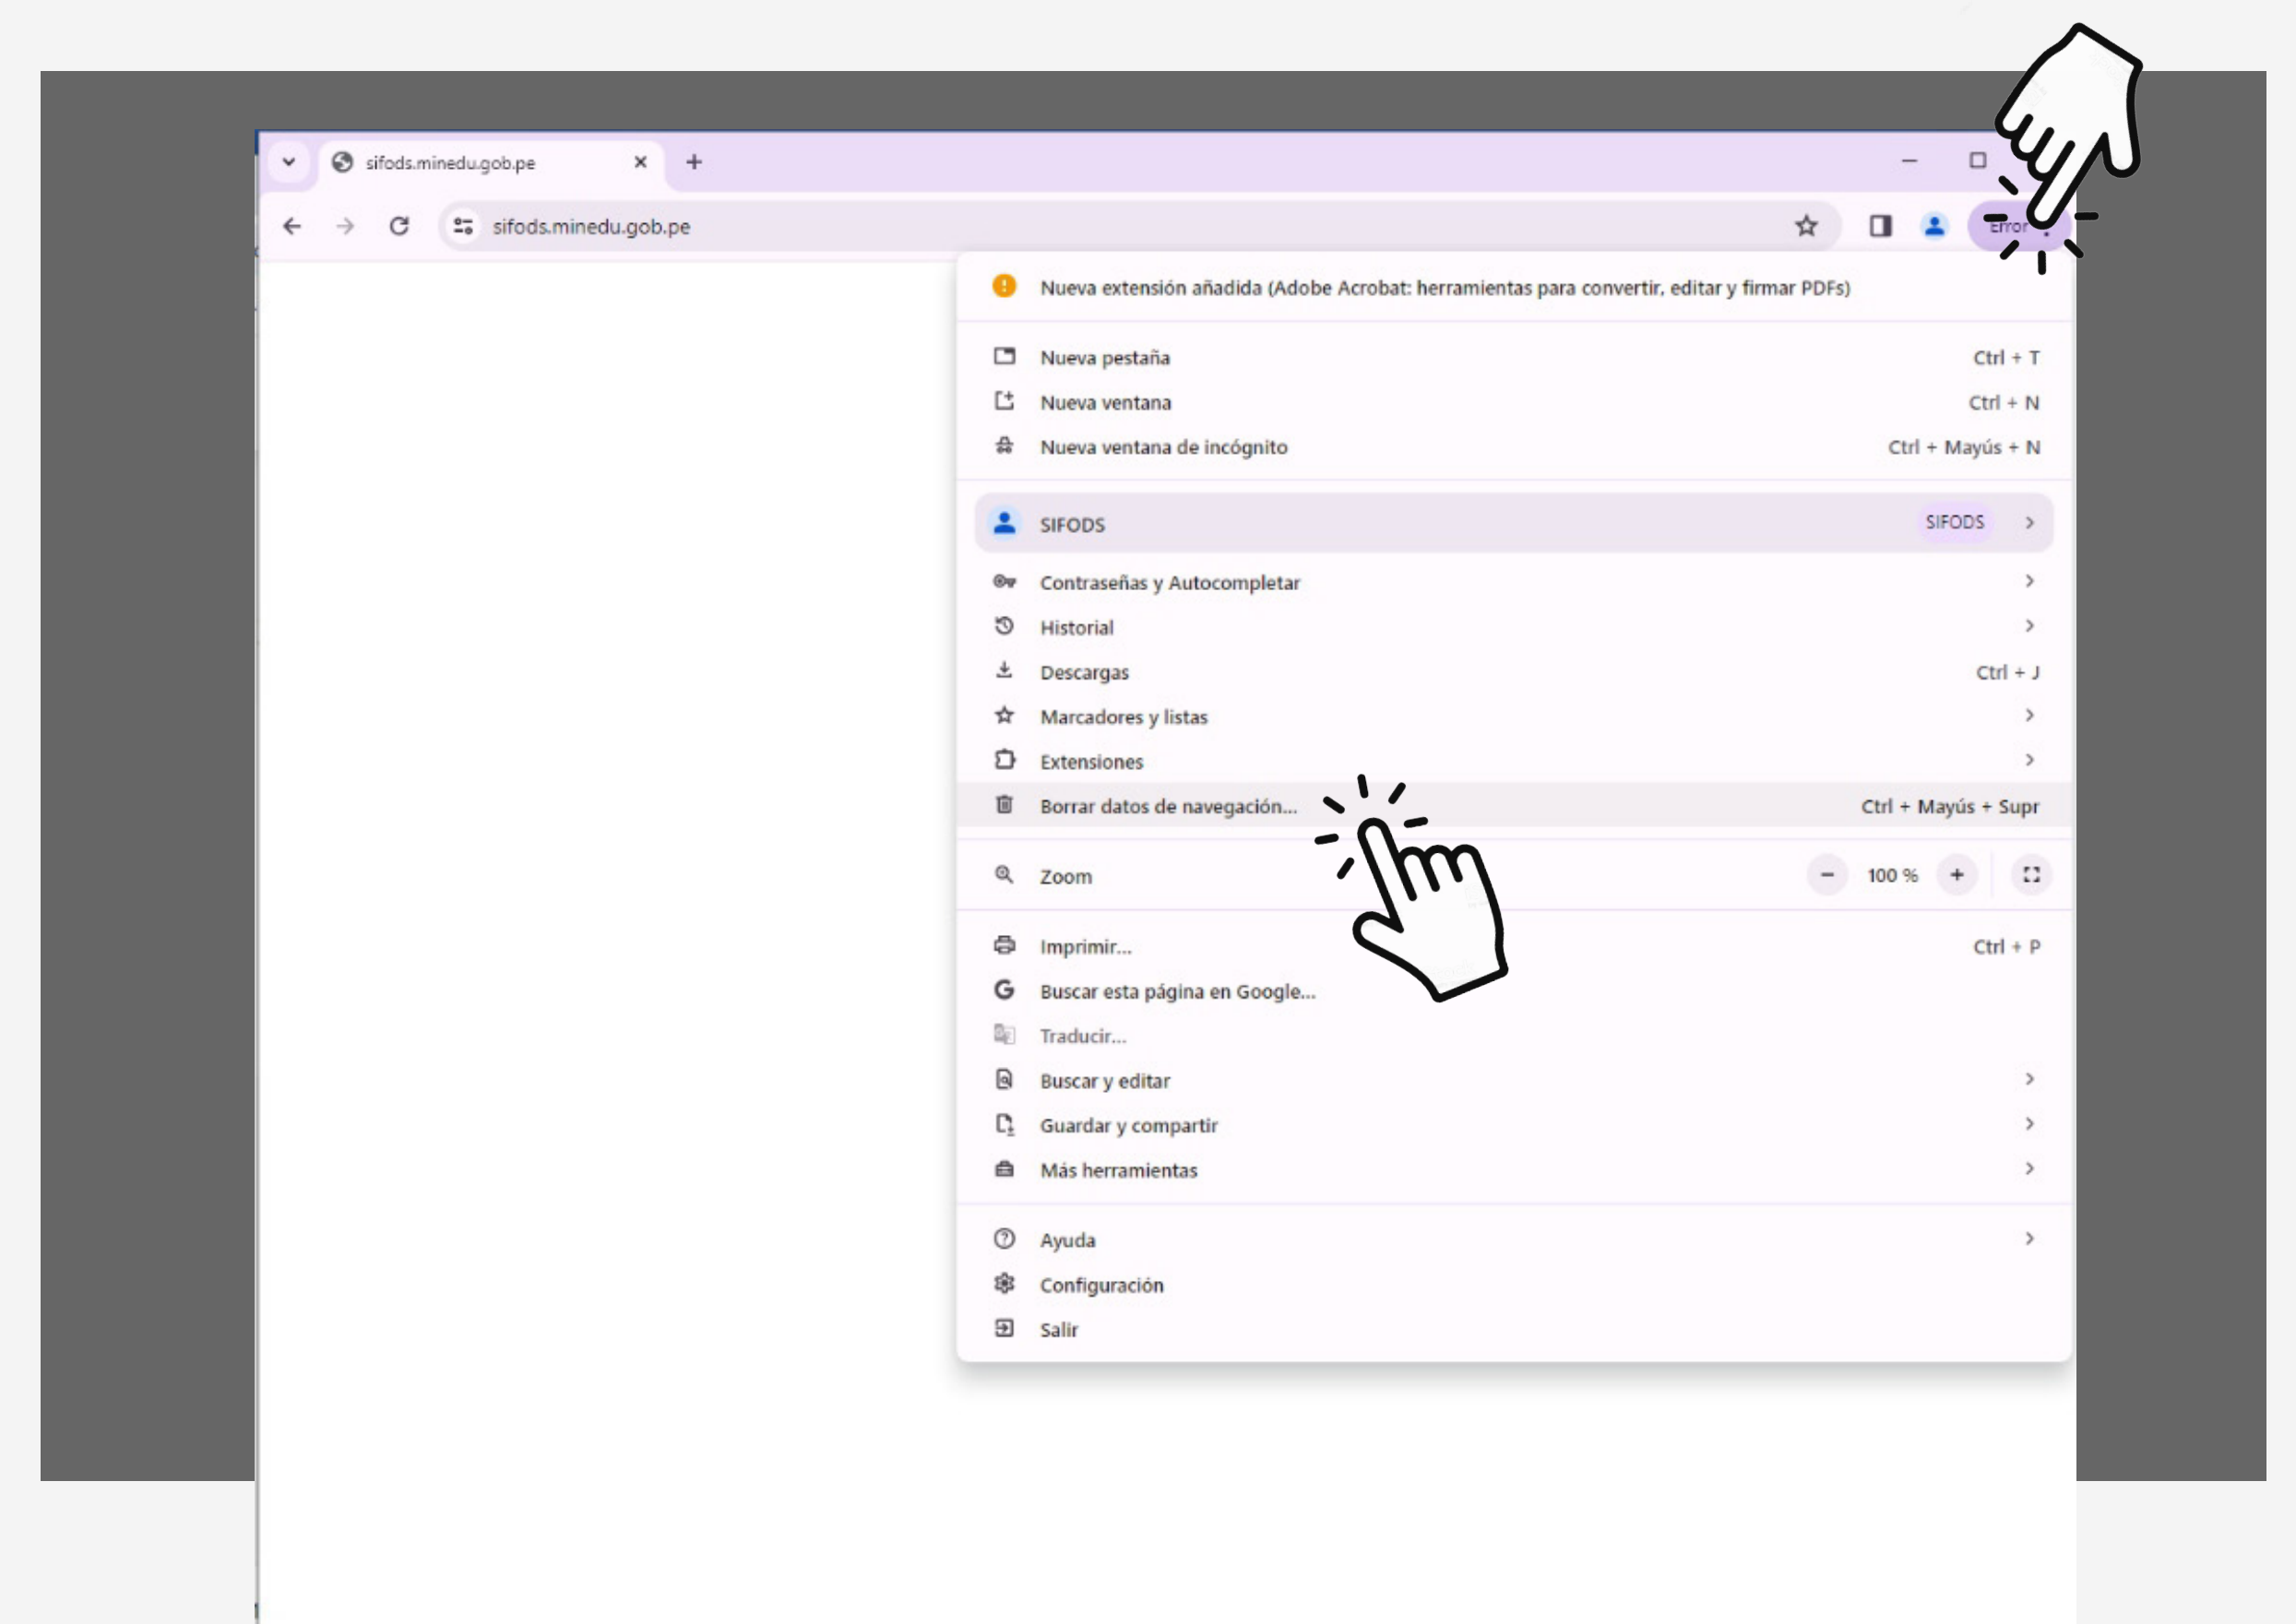 sifods.minedu.gob.pe
sifods.minedu.gob.pe
Error
Nueva extensión añadida (Adobe Acrobat: herramientas para convertir, editar y firmar PDFs)
Nueva pestaña Ctrl + T
Nueva ventana Ctrl + N
Nueva ventana de incógnito Ctrl + Mayús + N
SIFODS SIFODS
Contraseñas y Autocompletar
Historial
Descargas Ctrl + J
Marcadores y listas
Extensiones
Borrar datos de navegación... Ctrl + Mayús + Supr
Zoom - 100 % +
Imprimir... Ctrl + P
Buscar esta página en Google...
Traducir...
Buscar y editar
Guardar y compartir
Más herramientas
Ayuda
Configuración
Salir